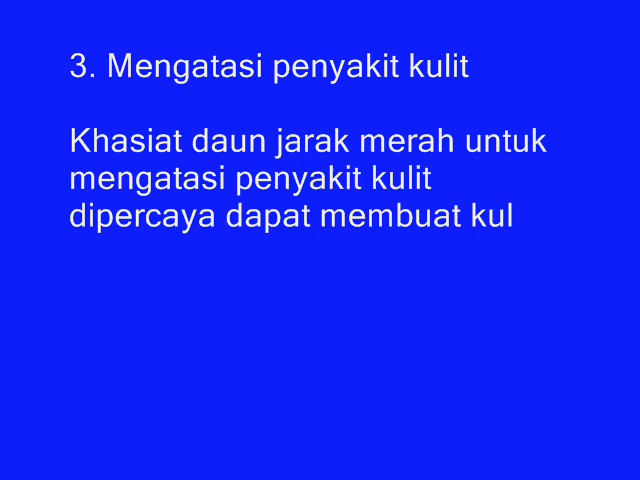 3. Mengatasi penyakit kulit
Khasiat daun jarak merah untuk
mengatasi penyakit kulit
dipercaya dapat membuat kul